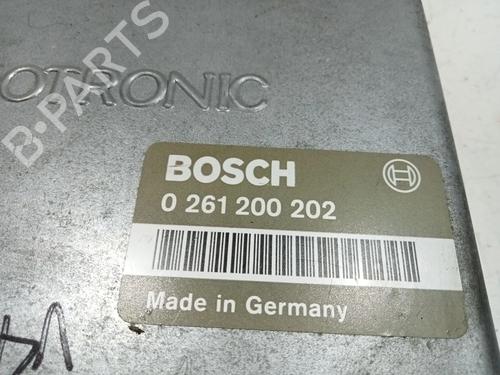 B-PARTS
OTRONIC
BOSCH
0 261 200 202
Made in Germany